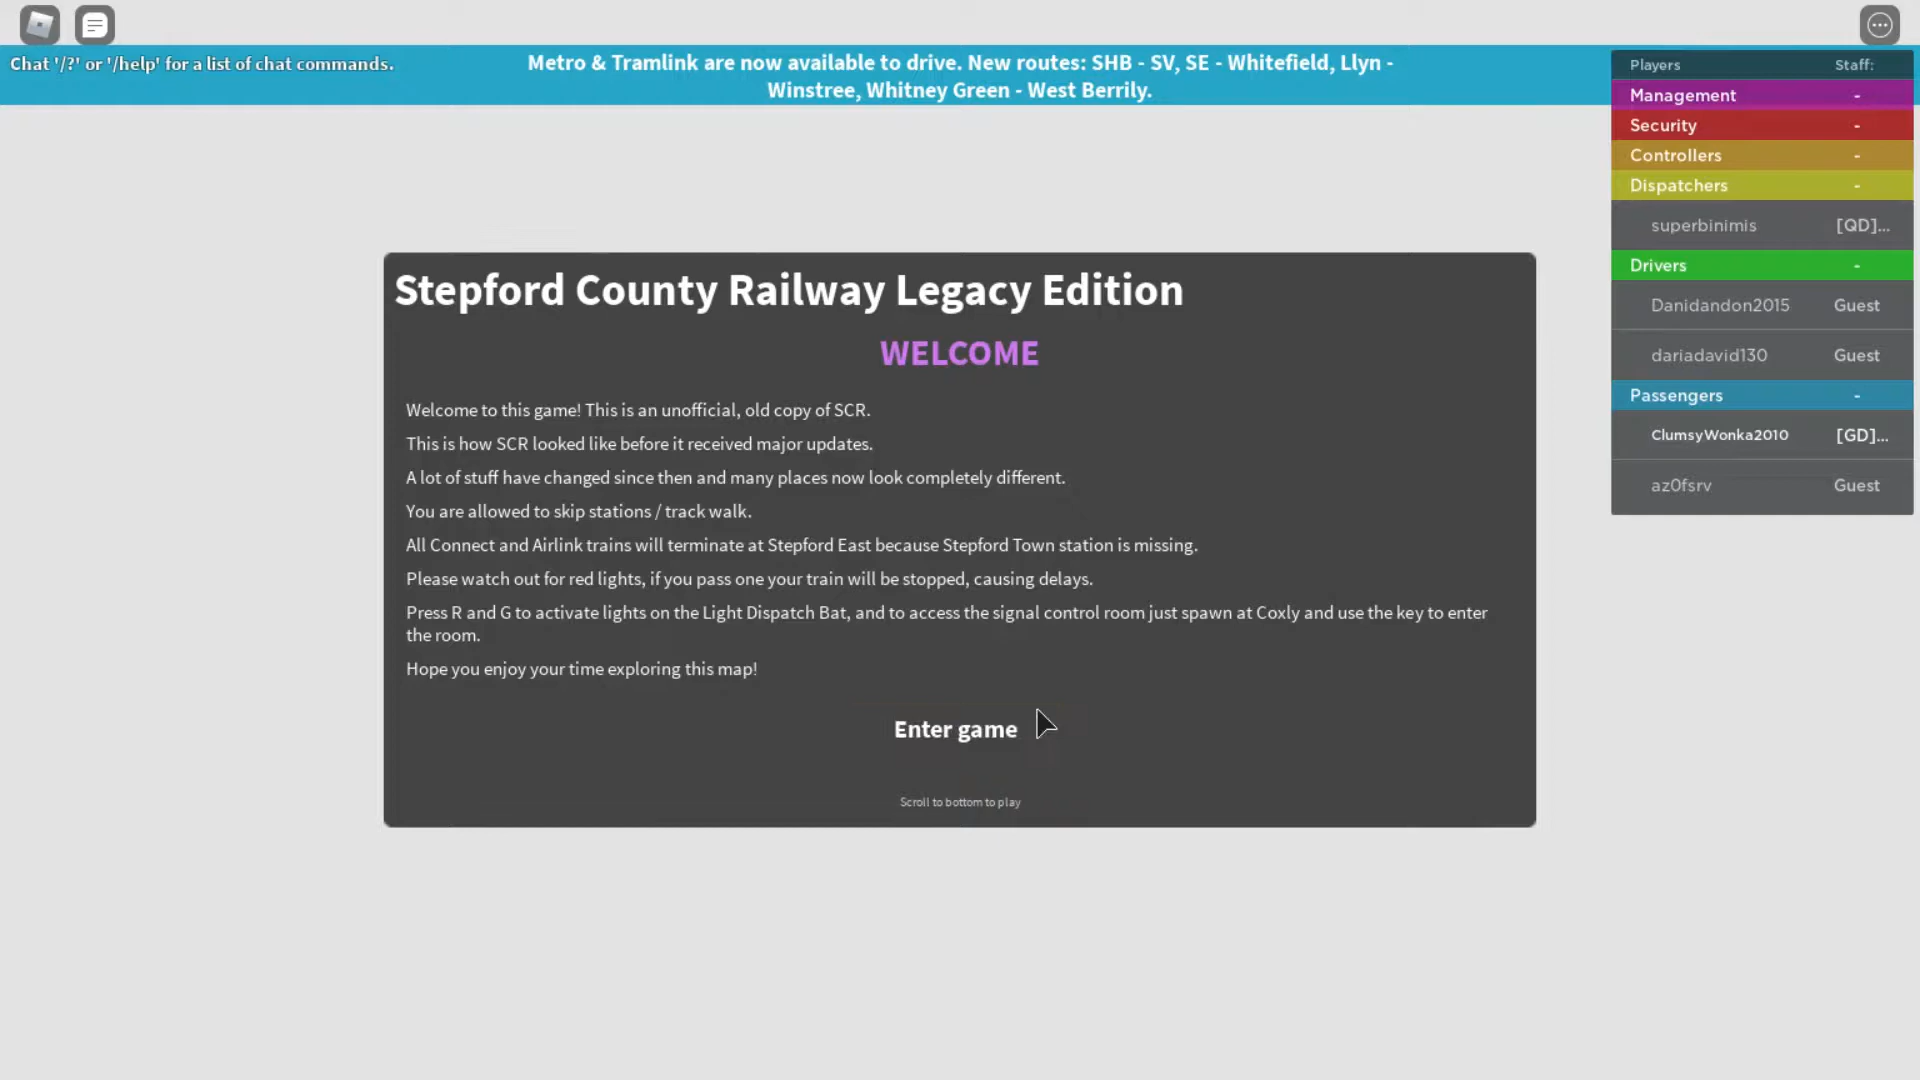 Chat '/?' or '/help' for a list of chat commands.
Metro & Tramlink are now available to drive. New routes: SHB - SV, SE - Whitefield, Llyn -
Winstree, Whitney Green - West Berrily.
Players Staff:
Management -
Security -
Controllers -
Dispatchers -
superbinimis [QD]...
Drivers -
Danidandon2015 Guest
dariadavid130 Guest
Passengers -
ClumsyWonka2010 [GD]...
az0fsrv Guest
Stepford County Railway Legacy Edition
WELCOME
Welcome to this game! This is an unofficial, old copy of SCR.
This is how SCR looked like before it received major updates.
A lot of stuff have changed since then and many places now look completely different.
You are allowed to skip stations / track walk.
All Connect and Airlink trains will terminate at Stepford East because Stepford Town station is missing.
Please watch out for red lights, if you pass one your train will be stopped, causing delays.
Press R and G to activate lights on the Light Dispatch Bat, and to access the signal control room just spawn at Coxly and use the key to enter
the room.
Hope you enjoy your time exploring this map!
Enter game
Scroll to bottom to play